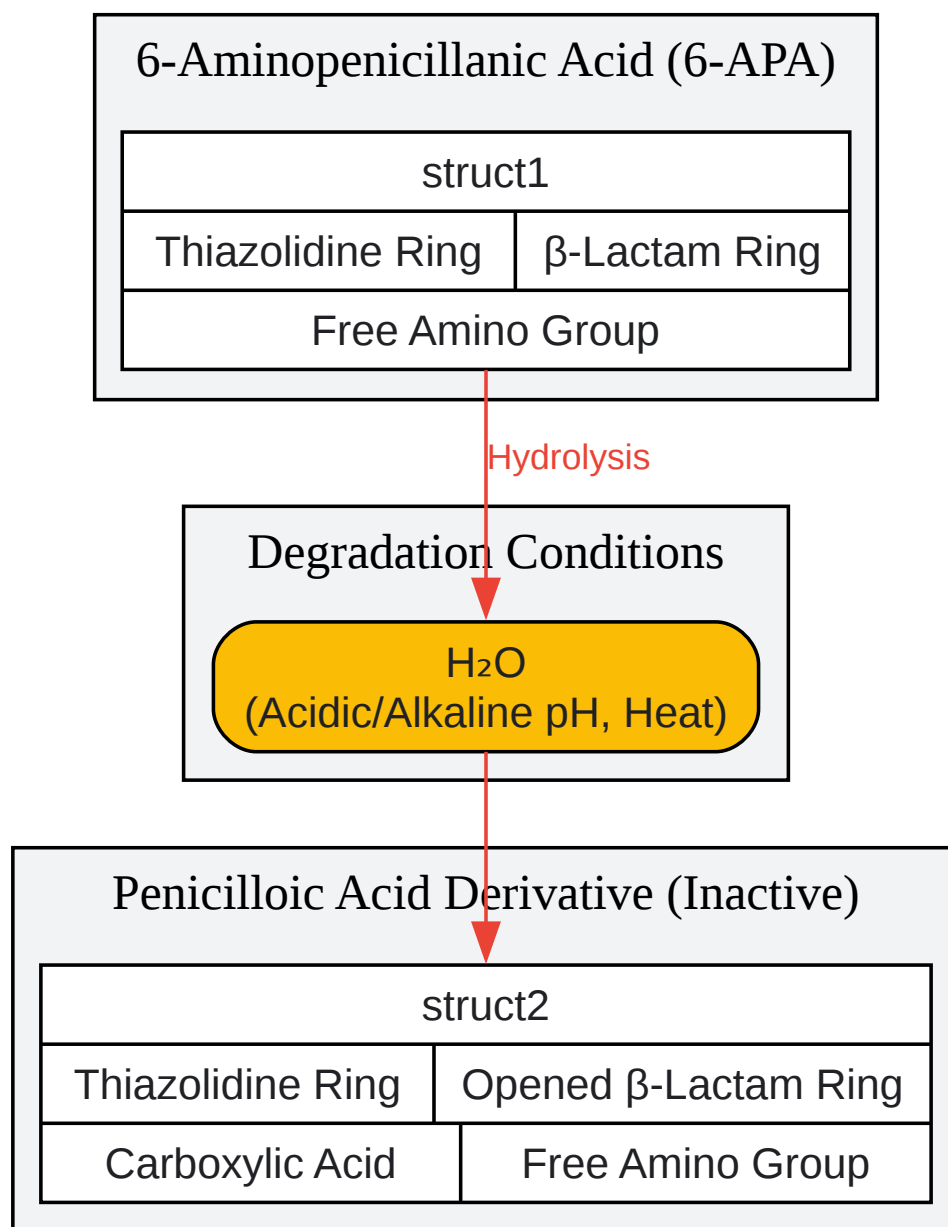 6-Aminopenicillanic Acid (6-APA)
struct1
Thiazolidine Ring
β-Lactam Ring
Free Amino Group
Hydrolysis
Degradation Conditions
H₂O
(Acidic/Alkaline pH, Heat)
Penicilloic Acid Derivative (Inactive)
struct2
Thiazolidine Ring
Opened β-Lactam Ring
Carboxylic Acid
Free Amino Group